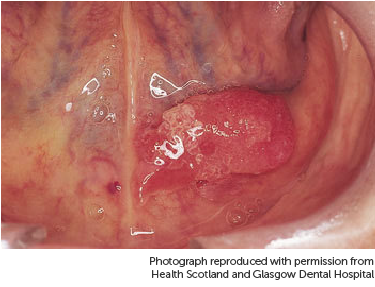 Photograph reproduced with permission from
Health Scotland and Glasgow Dental Hospital